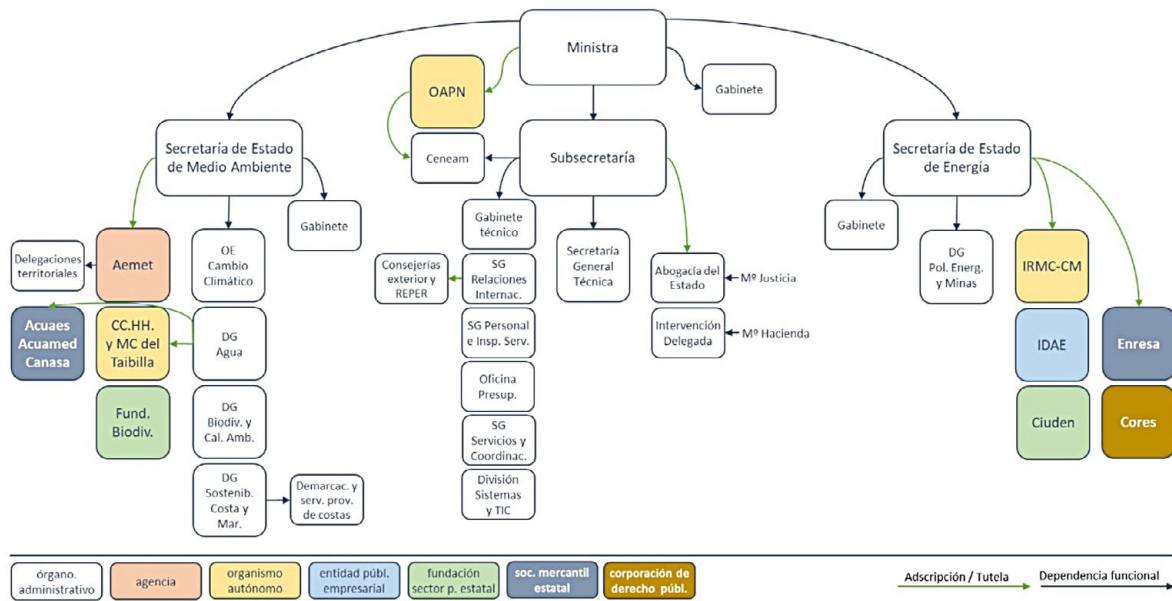 Ministra
OAPN
Gabinete
Secretaría de Estado
de Medio Ambiente
Ceneam
Subsecretaría
Secretaría de Estado
de Energía
Gabinete
Gabinete
técnico
Gabinete
Delegaciones
territoriales
Aemet
OE
Cambio
Climático
Consejerías
exterior y
REPER
SG
Relaciones
Internac.
Secretaría
General
Técnica
Abogacía del
Estado
Mº Justicia
DG
Pol. Energ.
y Minas
IRMC-CM
Acuaes
Acuamed
Canasa
CC.HH.
y MC del
Taibilla
DG
Agua
SG Personal
e Insp. Serv.
Intervención
Delegada
Mº Hacienda
IDAE
Enresa
Fund.
Biodiv.
DG
Biodiv. y
Cal. Amb.
Oficina
Presup.
SG
Servicios y
Coordinac.
Ciuden
Cores
DG
Sostenib.
Costa y
Mar.
Demarcac. y
serv. prov.
de costas
División
Sistemas
y TIC
órgano.
administrativo
agencia
organismo
autónomo
entidad públ.
empresarial
fundación
sector p. estatal
soc. mercantil
estatal
corporación de
derecho públ.
Adscripción / Tutela
Dependencia funcional